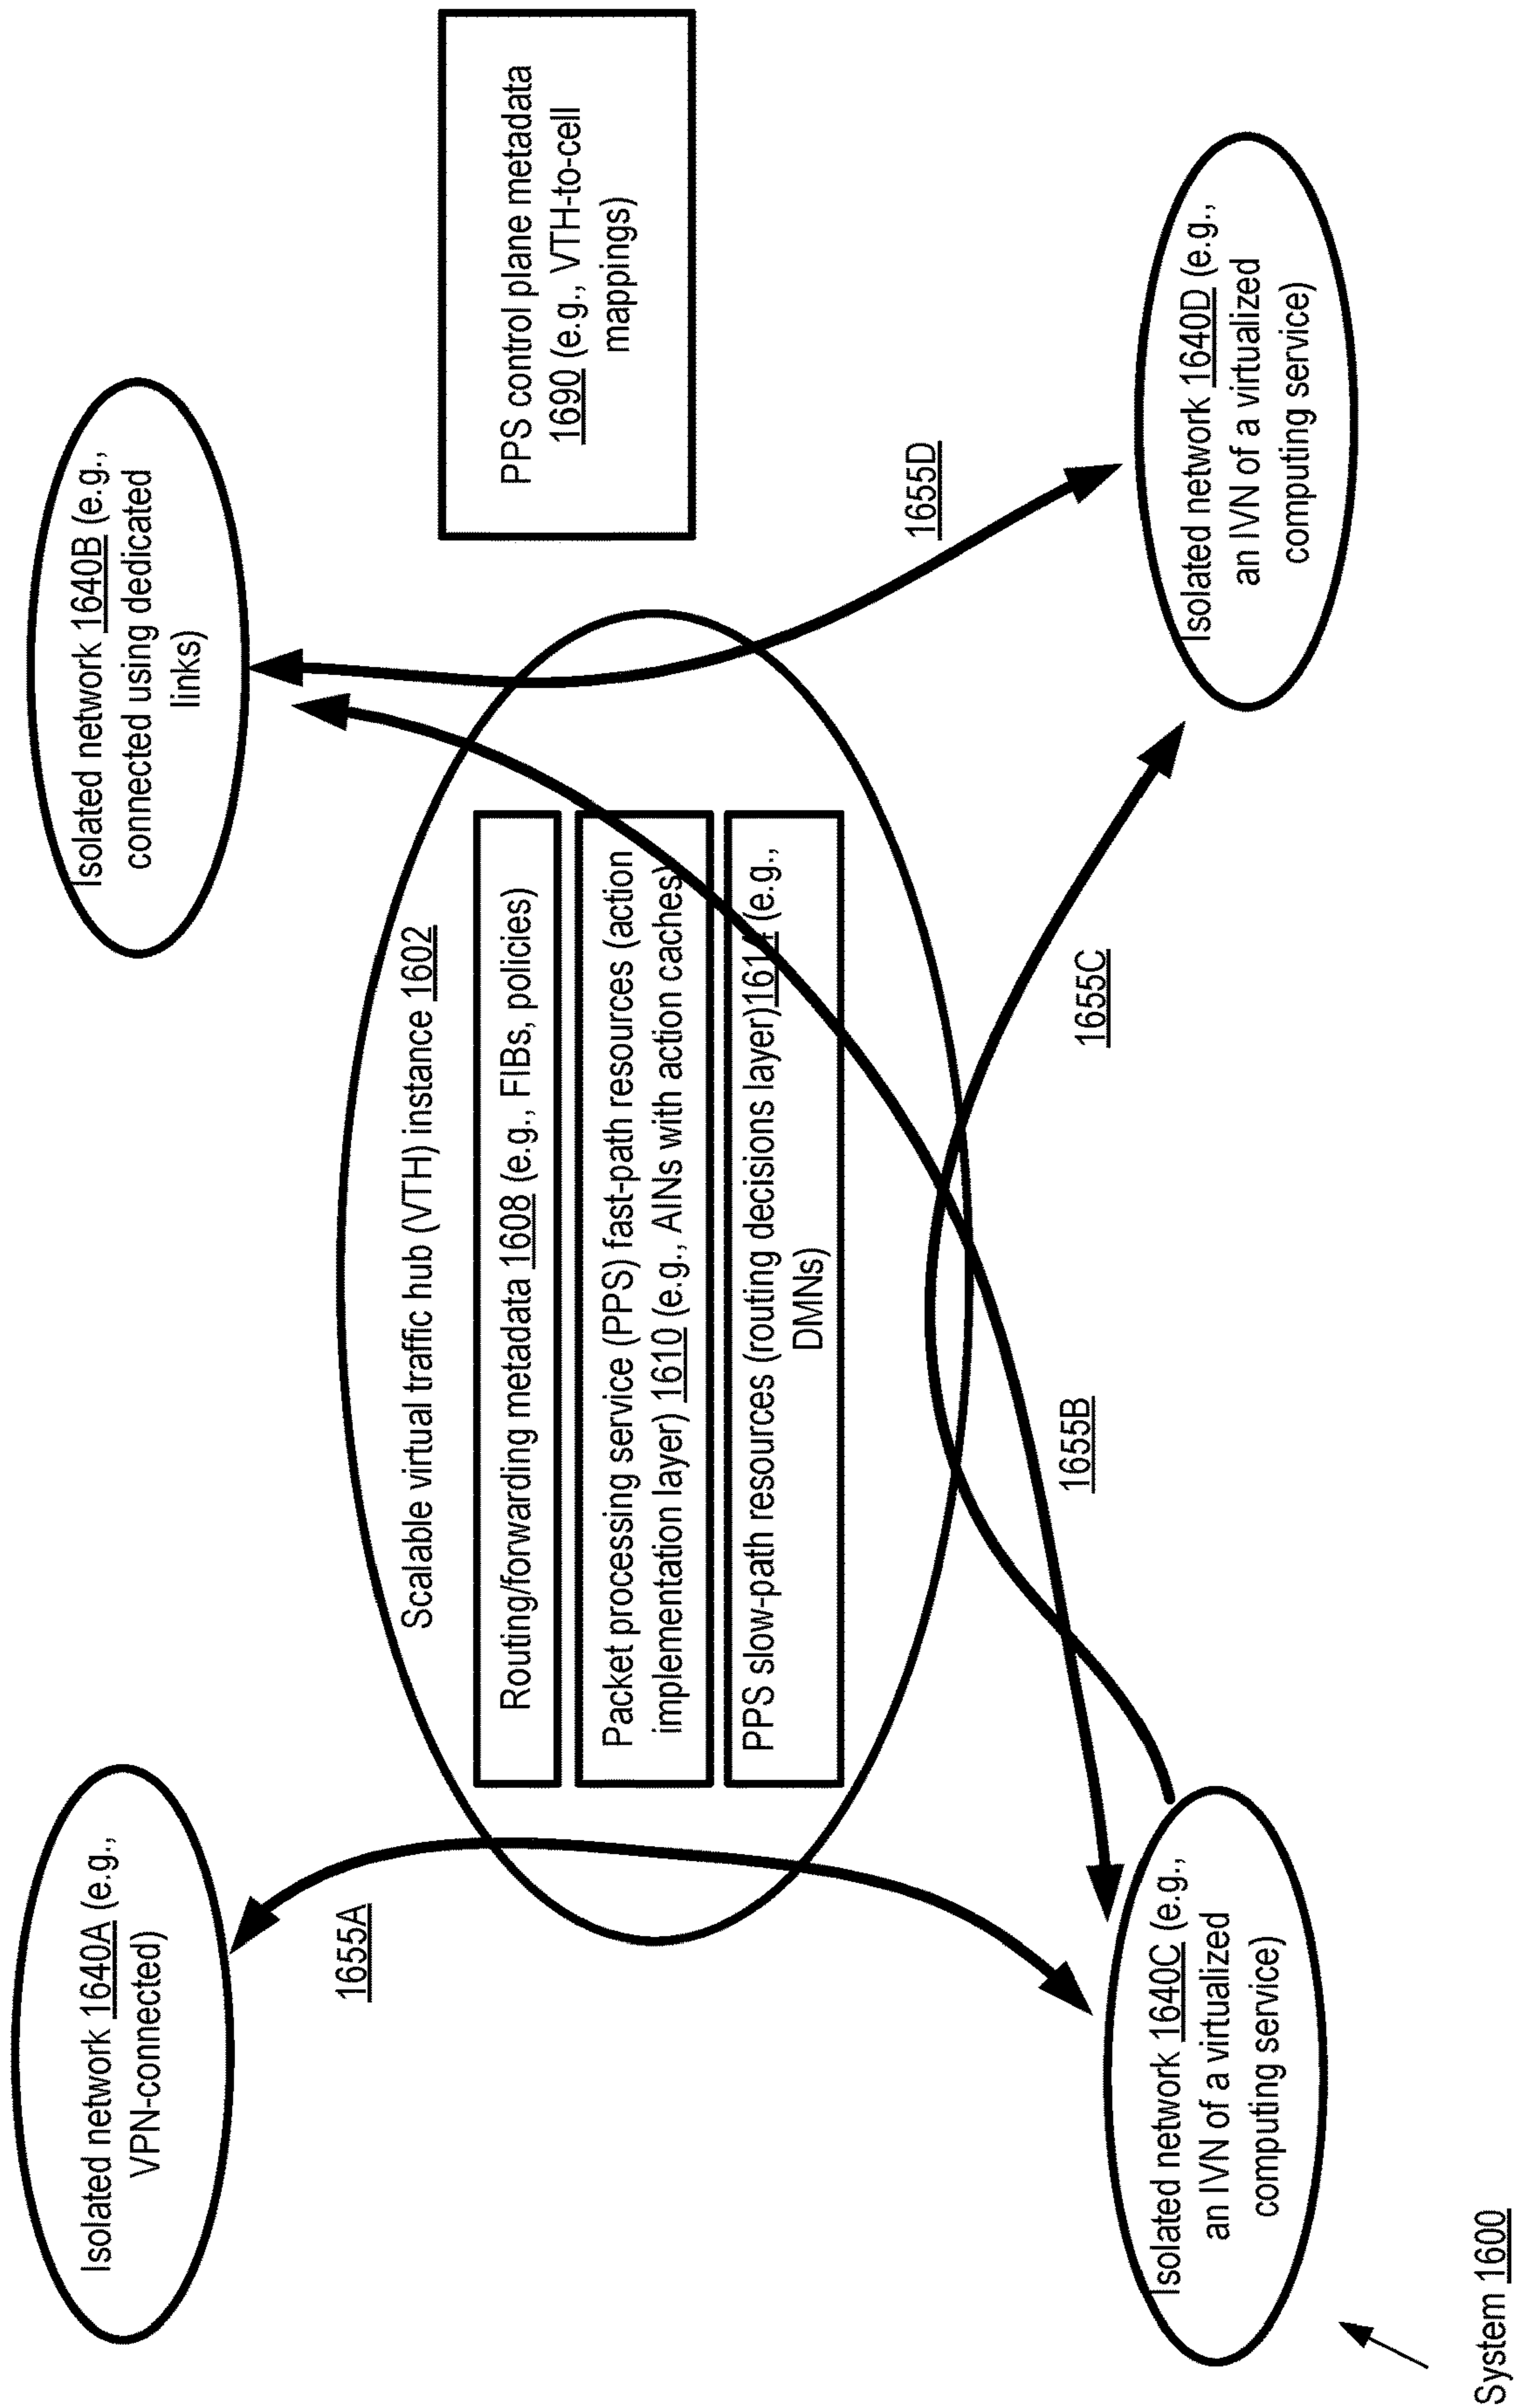 Isolated network 1640A (e.g.,
VPN-connected)
Isolated network 1640B (e.g.,
connected using dedicated
links)
1655A
Scalable virtual traffic hub (VTH) instance 1602
Routing/forwarding metadata 1608 (e.g., FIBs, policies)
Packet processing service (PPS) fast-path resources (action
implementation layer) 1610 (e.g., AINs with action caches)
PPS slow-path resources (routing decisions layer) (e.g.,
DMNs)
PPS control plane metadata
1690 (e.g., VTH-to-cell
mappings)
1655D
1655C
1655B
Isolated network 1640C (e.g.,
an IVN of a virtualized
computing service)
Isolated network 1640D (e.g.,
an IVN of a virtualized
computing service)
System 1600